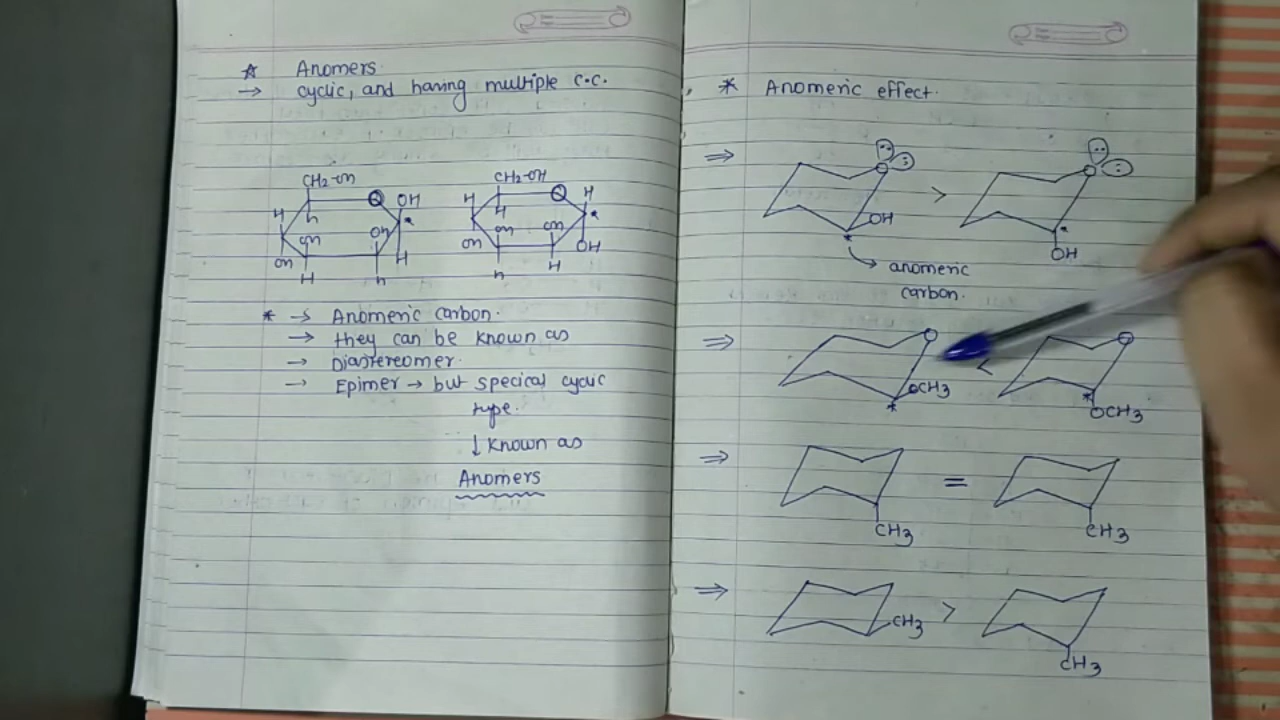 ☆ Anomers
→ cyclic, and having multiple c.c.
CH2-OH CH2-OH
O OH O H
H H H H *
OH OH * OH OH
OH H OH OH
H H H H
* → Anomeric carbon.
→ they can be known as
→ Diastereomer.
→ Epimer → but specical cyclic
type.
↓ known as
Anomers
* Anomeric effect.
⇒ O : : > O : :
OH *
* OH
↳ anomeric
carbon.
⇒ O < O
OCH3 *
* OCH3
⇒ =
CH3 CH3
⇒ CH3 >
CH3